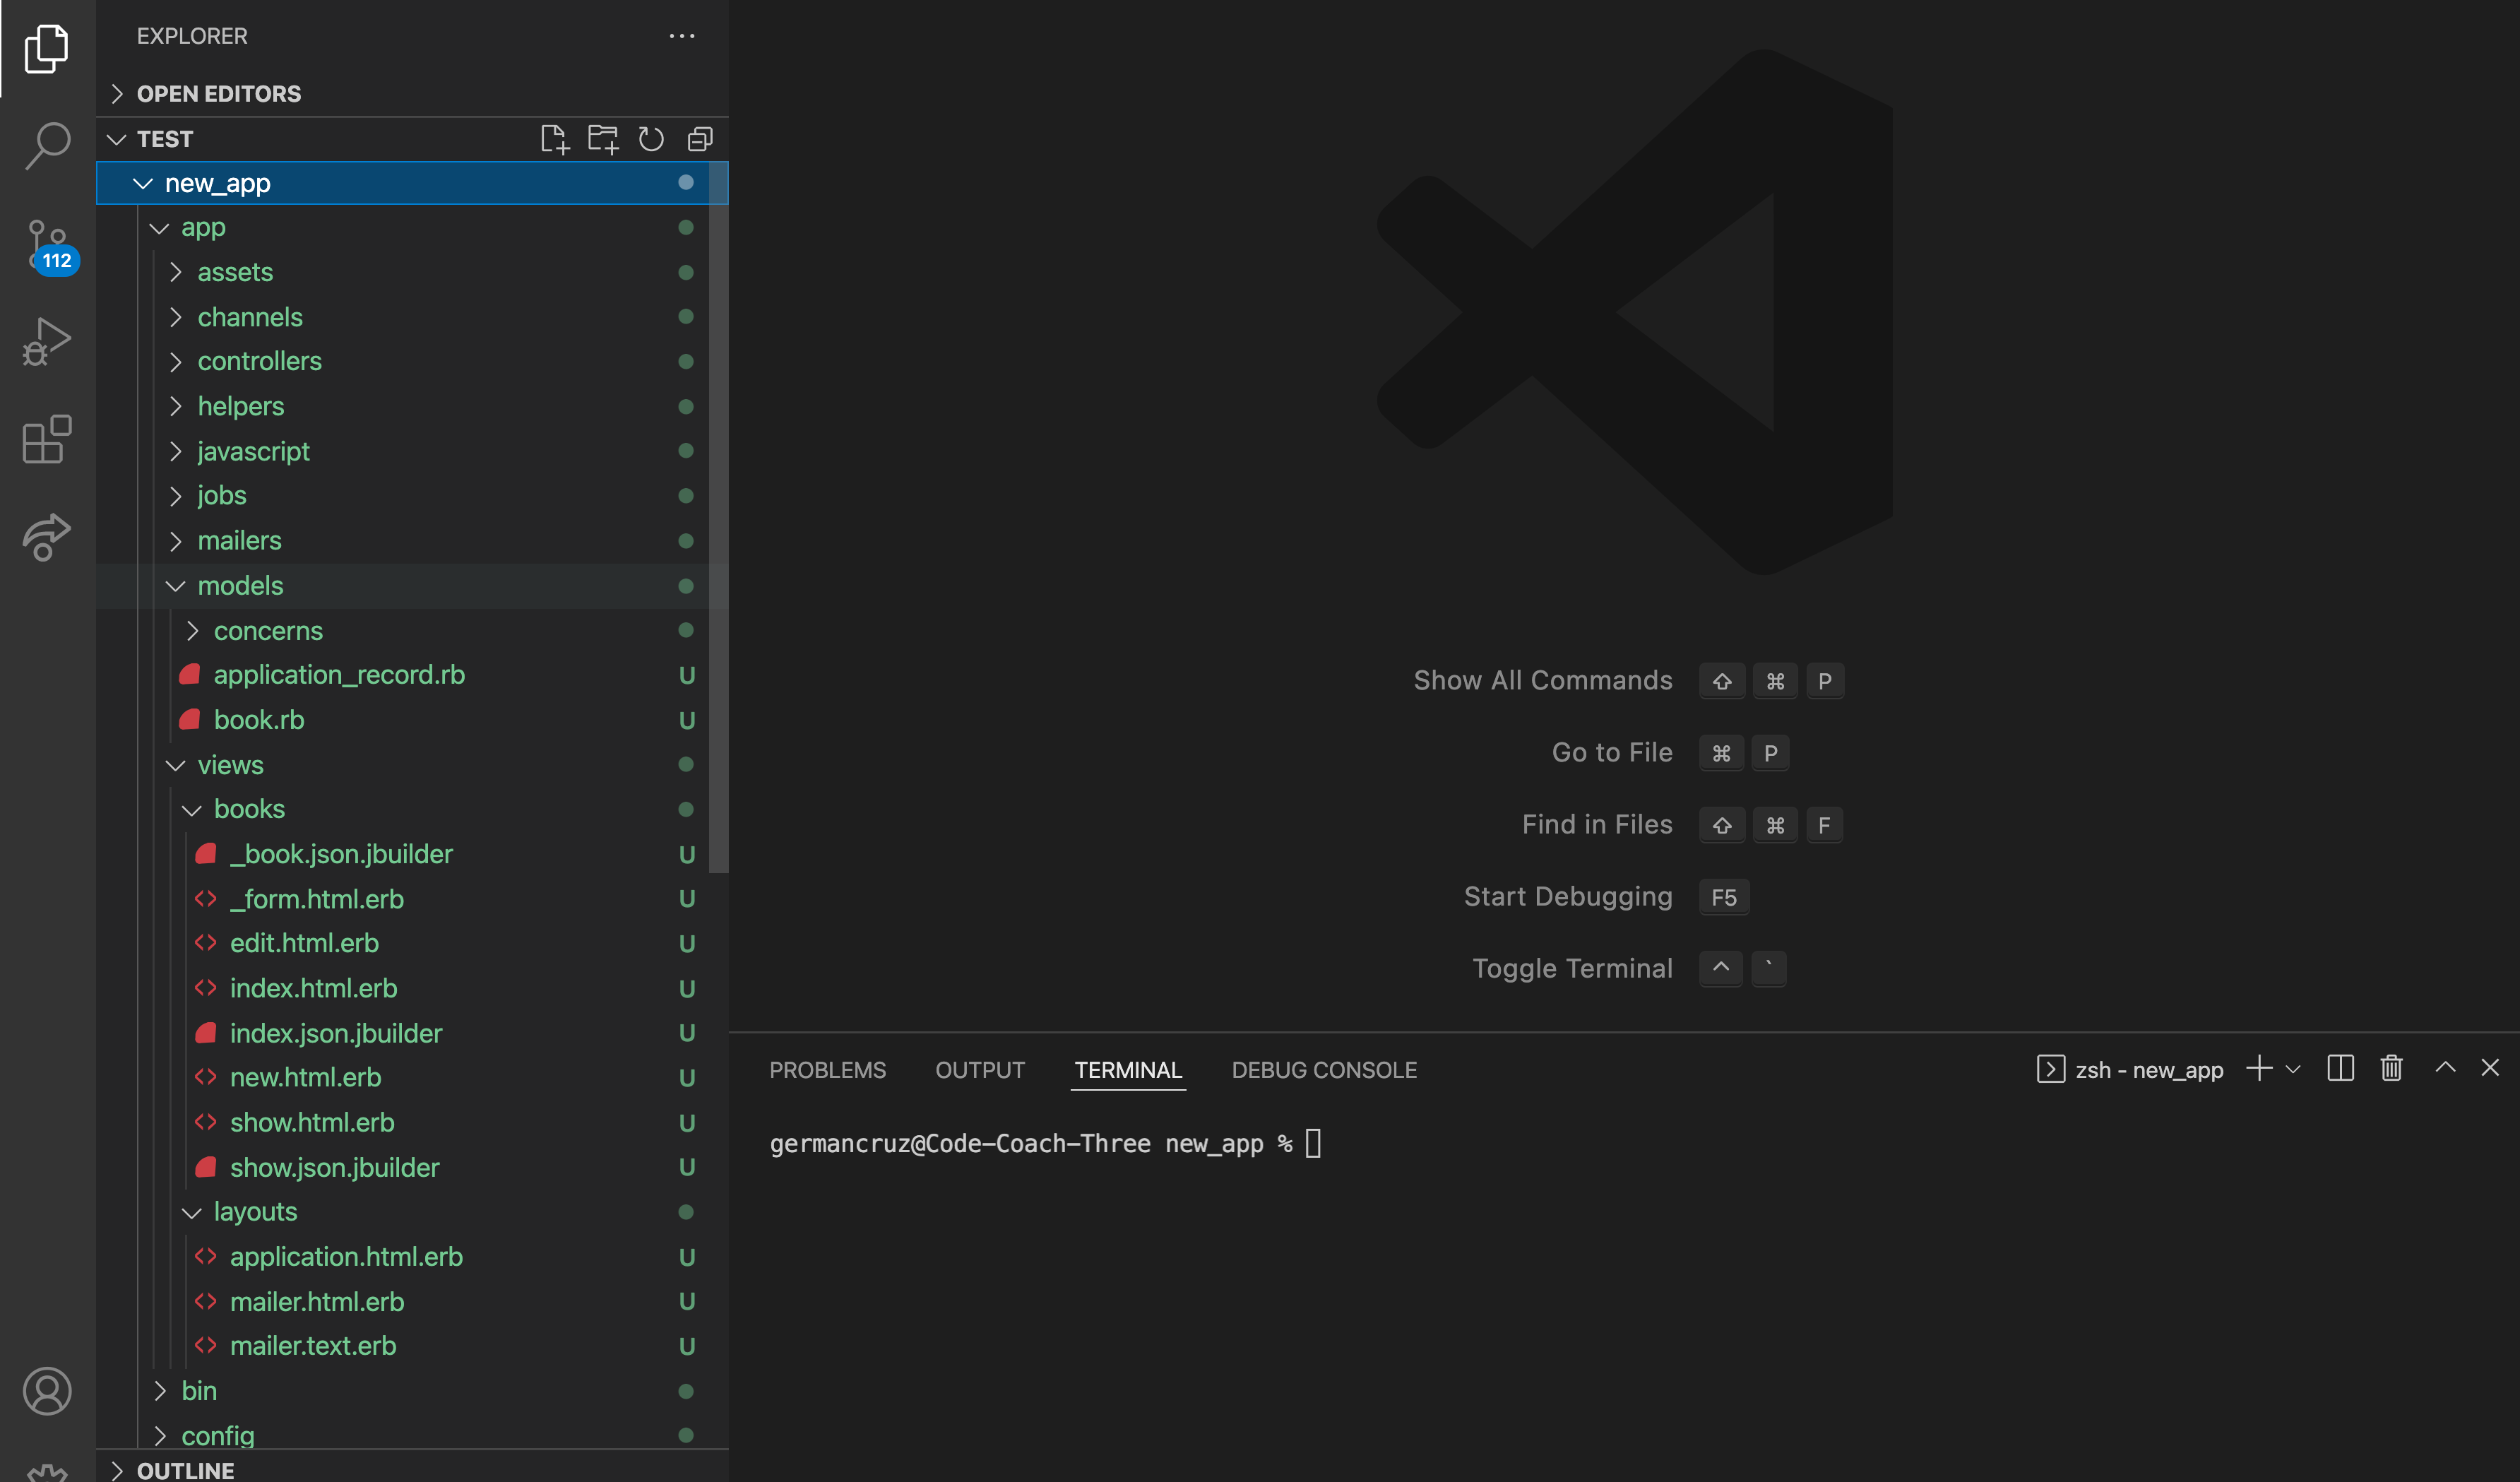 EXPLORER
OPEN EDITORS
TEST
new_app
app
assets
channels
controllers
helpers
javascript
jobs
mailers
models
concerns
application_record.rb U
book.rb U
views
books
_book.json.jbuilder U
_form.html.erb U
edit.html.erb U
index.html.erb U
index.json.jbuilder U
new.html.erb U
show.html.erb U
show.json.jbuilder U
layouts
application.html.erb U
mailer.html.erb U
mailer.text.erb U
bin
config
OUTLINE
112
Show All Commands ⇧ ⌘ P
Go to File ⌘ P
Find in Files ⇧ ⌘ F
Start Debugging F5
Toggle Terminal ^ `
PROBLEMS OUTPUT TERMINAL DEBUG CONSOLE zsh - new_app
germancruz@Code-Coach-Three new_app %